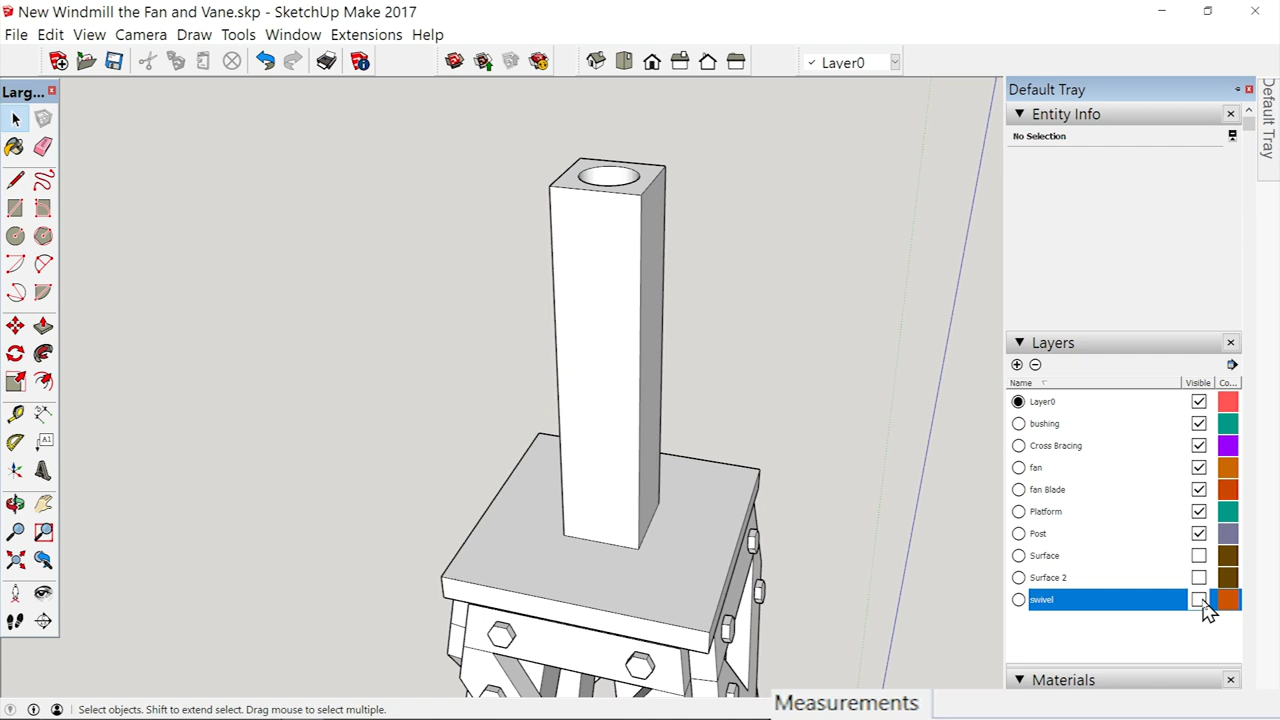 New Windmill the Fan and Vane.skp - SketchUp Make 2017
File Edit View Camera Draw Tools Window Extensions Help
Layer0
Larg...
Default Tray
Default Tray
Entity Info
No Selection
A1
Layers
Name Visible Co...
Layer0
bushing
Cross Bracing
fan
fan Blade
Platform
Post
Surface
Surface 2
swivel
Materials
Select objects. Shift to extend select. Drag mouse to select multiple.
Measurements